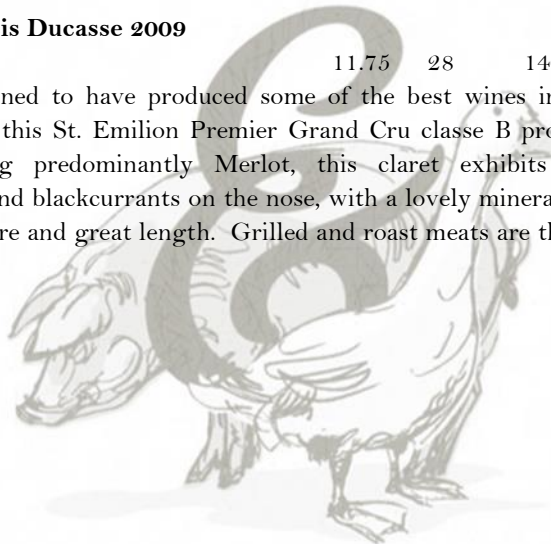 is Ducasse 2009
11.75 28 14
ned to have produced some of the best wines in
this St. Emilion Premier Grand Cru classe B pre
g predominantly Merlot, this claret exhibits
nd blackcurrants on the nose, with a lovely minera
re and great length. Grilled and roast meats are th